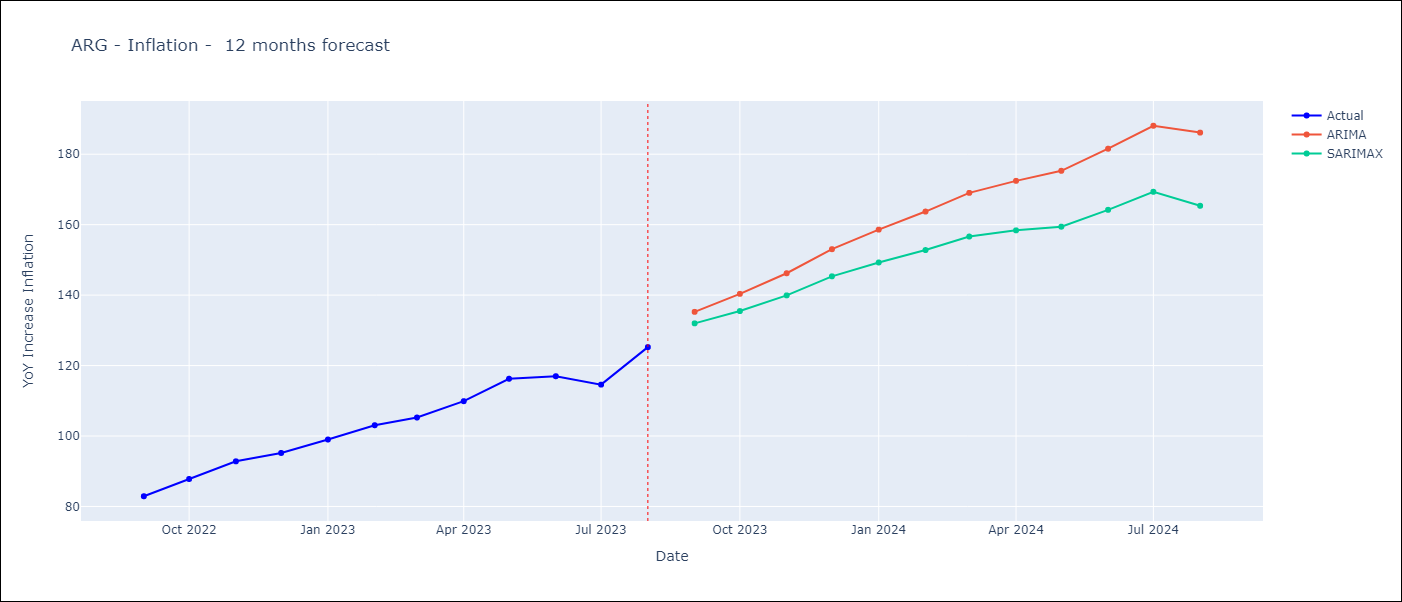 ARG - Inflation -  12 months forecast
Actual
ARIMA
SARIMAX
YoY Increase Inflation
180
160
140
120
100
80
Oct 2022 Jan 2023 Apr 2023 Jul 2023 Oct 2023 Jan 2024 Apr 2024 Jul 2024
Date